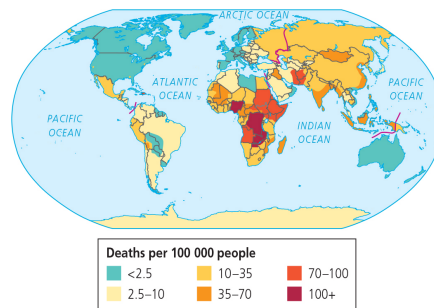 ARCTIC OCEAN
ATLANTIC
OCEAN
PACIFIC
OCEAN
PACIFIC
OCEAN
INDIAN
OCEAN
Deaths per 100 000 people
<2.5 10–35 70–100
2.5–10 35–70 100+